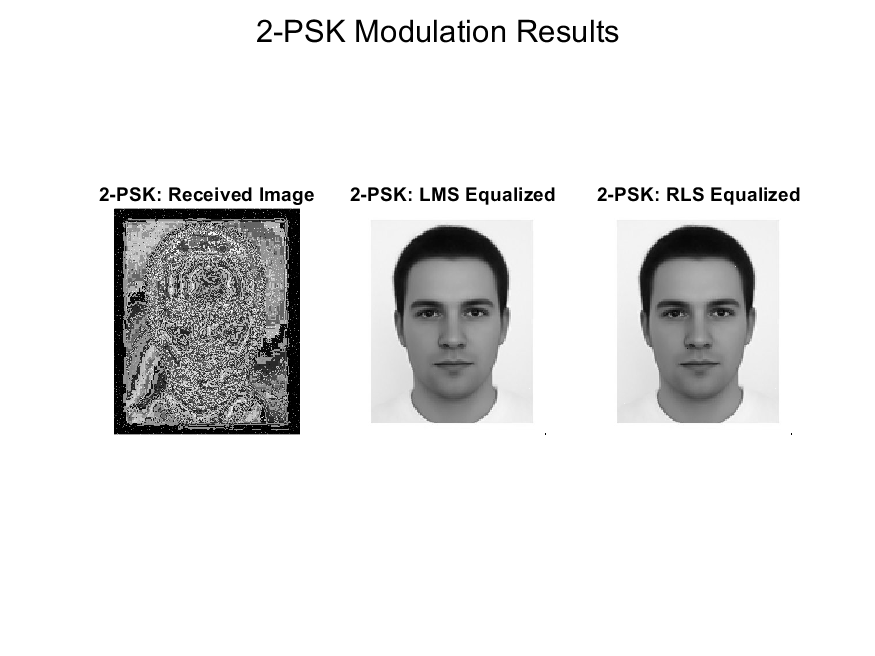 2-PSK Modulation Results
2-PSK: Received Image
2-PSK: LMS Equalized
2-PSK: RLS Equalized